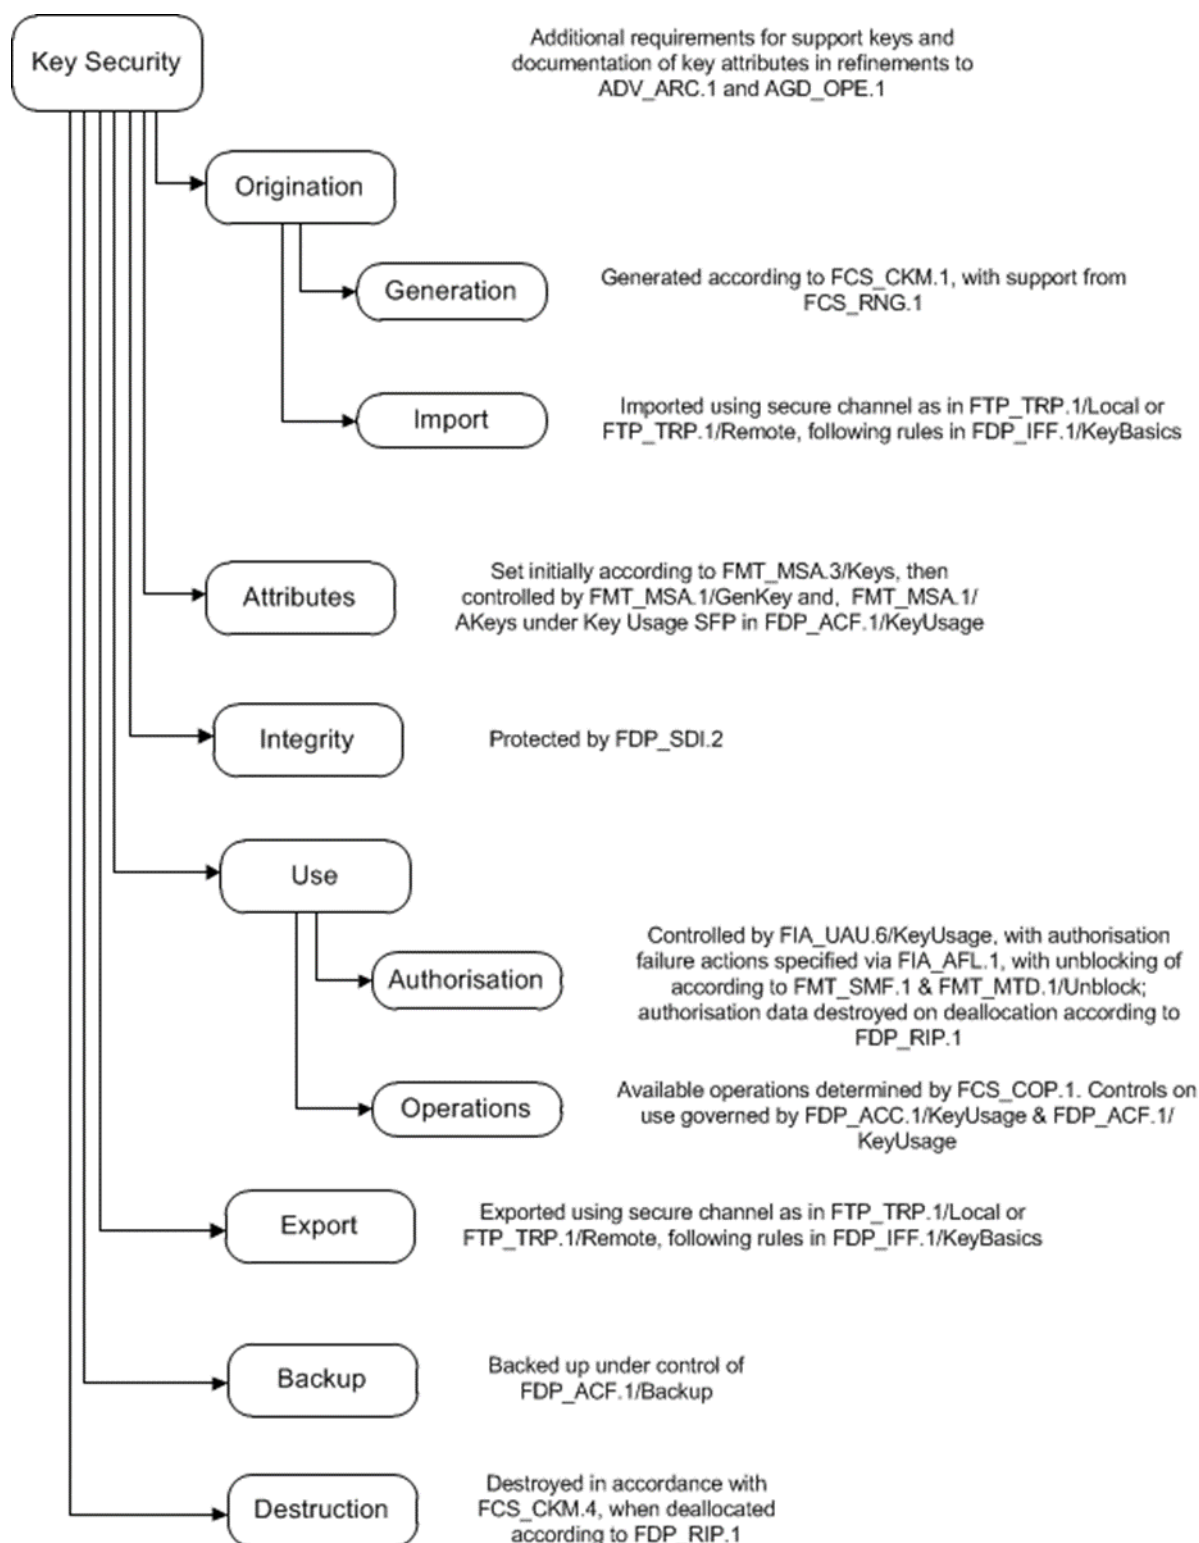 Key Security
Additional requirements for support keys and
documentation of key attributes in refinements to
ADV_ARC.1 and AGD_OPE.1
Origination
Generation
Generated according to FCS_CKM.1, with support from
FCS_RNG.1
Import
Imported using secure channel as in FTP_TRP.1/Local or
FTP_TRP.1/Remote, following rules in FDP_IFF.1/KeyBasics
Attributes
Set initially according to FMT_MSA.3/Keys, then
controlled by FMT_MSA.1/GenKey and,  FMT_MSA.1/
AKeys under Key Usage SFP in FDP_ACF.1/KeyUsage
Integrity
Protected by FDP_SDI.2
Use
Authorisation
Controlled by FIA_UAU.6/KeyUsage, with authorisation
failure actions specified via FIA_AFL.1, with unblocking of
according to FMT_SMF.1 & FMT_MTD.1/Unblock;
authorisation data destroyed on deallocation according to
FDP_RIP.1
Operations
Available operations determined by FCS_COP.1. Controls on
use governed by FDP_ACC.1/KeyUsage & FDP_ACF.1/
KeyUsage
Export
Exported using secure channel as in FTP_TRP.1/Local or
FTP_TRP.1/Remote, following rules in FDP_IFF.1/KeyBasics
Backup
Backed up under control of
FDP_ACF.1/Backup
Destruction
Destroyed in accordance with
FCS_CKM.4, when deallocated
according to FDP_RIP.1